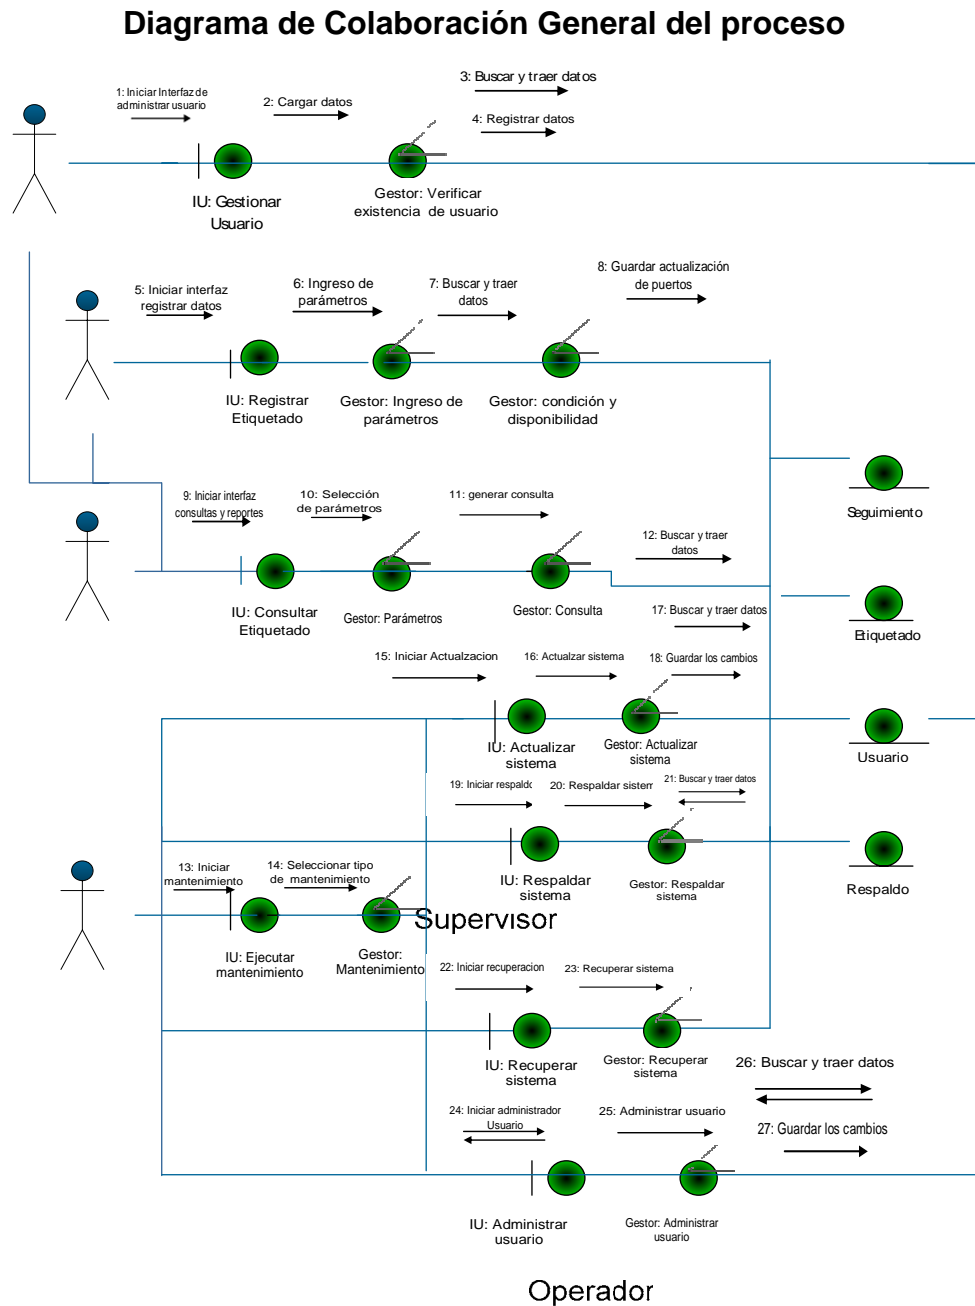 Diagrama de Colaboración General del proceso
3: Buscar y traer datos
1: Iniciar Interfaz de
administrar usuario
2: Cargar datos
4: Registrar datos
IU: Gestionar
Usuario
Gestor: Verificar
existencia de usuario
8: Guardar actualización
de puertos
5: Iniciar interfaz
registrar datos
6: Ingreso de
parámetros
7: Buscar y traer
datos
IU: Registrar
Etiquetado
Gestor: Ingreso de
parámetros
Gestor: condición y
disponibilidad
9: Iniciar interfaz
consultas y reportes
10: Selección
de parámetros
11: generar consulta
Seguimiento
12: Buscar y traer
datos
IU: Consultar
Etiquetado
Gestor: Parámetros
Gestor: Consulta
17: Buscar y traer datos
Etiquetado
15: Iniciar Actualzacion
16: Actualzar sistema
18: Guardar los cambios
IU: Actualizar
sistema
Gestor: Actualizar
sistema
Usuario
19: Iniciar respaldo
20: Respaldar sistem
21: Buscar y traer datos
13: Iniciar
mantenimiento
14: Seleccionar tipo
de mantenimiento
IU: Respaldar
sistema
Gestor: Respaldar
sistema
Respaldo
Supervisor
IU: Ejecutar
mantenimiento
Gestor:
Mantenimiento
22: Iniciar recuperacion
23: Recuperar sistema
IU: Recuperar
sistema
Gestor: Recuperar
sistema
26: Buscar y traer datos
24: Iniciar administrador
Usuario
25: Administrar usuario
27: Guardar los cambios
IU: Administrar
usuario
Gestor: Administrar
usuario
Operador